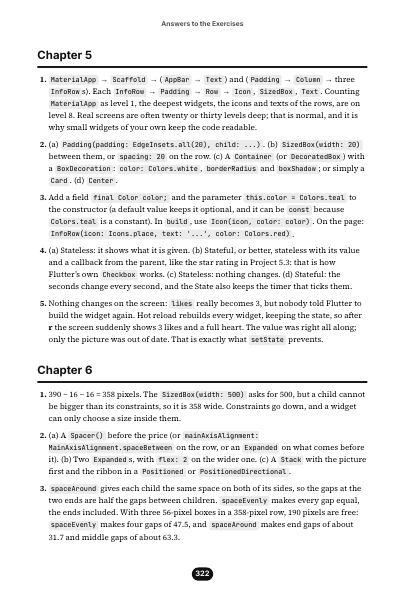 Answers to the Exercises
Chapter 5
1. MaterialApp → Scaffold → ( AppBar → Text ) and ( Padding → Column → three
InfoRow s). Each InfoRow → Padding → Row → Icon , SizedBox , Text . Counting
MaterialApp as level 1, the deepest widgets, the icons and texts of the rows, are on
level 8. Real screens are often twenty or thirty levels deep; that is normal, and it is
why small widgets of your own keep the code readable.
2. (a) Padding(padding: EdgeInsets.all(20), child: ...) . (b) SizedBox(width: 20)
between them, or spacing: 20 on the row. (c) A Container (or DecoratedBox ) with
a BoxDecoration : color: Colors.white , borderRadius and boxShadow ; or simply a
Card . (d) Center .
3. Add a field final Color color; and the parameter this.color = Colors.teal to
the constructor (a default value keeps it optional, and it can be const because
Colors.teal is a constant). In build , use Icon(icon, color: color) . On the page:
InfoRow(icon: Icons.place, text: '...', color: Colors.red) .
4. (a) Stateless: it shows what it is given. (b) Stateful, or better, stateless with its value
and a callback from the parent, like the star rating in Project 5.3: that is how
Flutter's own Checkbox works. (c) Stateless: nothing changes. (d) Stateful: the
seconds change every second, and the State also keeps the timer that ticks them.
5. Nothing changes on the screen: likes really becomes 3, but nobody told Flutter to
build the widget again. Hot reload rebuilds every widget, keeping the state, so after
r the screen suddenly shows 3 likes and a full heart. The value was right all along;
only the picture was out of date. That is exactly what setState prevents.
Chapter 6
1. 390 − 16 − 16 = 358 pixels. The SizedBox(width: 500) asks for 500, but a child cannot
be bigger than its constraints, so it is 358 wide. Constraints go down, and a widget
can only choose a size inside them.
2. (a) A Spacer() before the price (or mainAxisAlignment:
MainAxisAlignment.spaceBetween on the row, or an Expanded on what comes before
it). (b) Two Expanded s, with flex: 2 on the wider one. (c) A Stack with the picture
first and the ribbon in a Positioned or PositionedDirectional .
3. spaceAround gives each child the same space on both of its sides, so the gaps at the
two ends are half the gaps between children. spaceEvenly makes every gap equal,
the ends included. With three 56-pixel boxes in a 358-pixel row, 190 pixels are free:
spaceEvenly makes four gaps of 47.5, and spaceAround makes end gaps of about
31.7 and middle gaps of about 63.3.
322